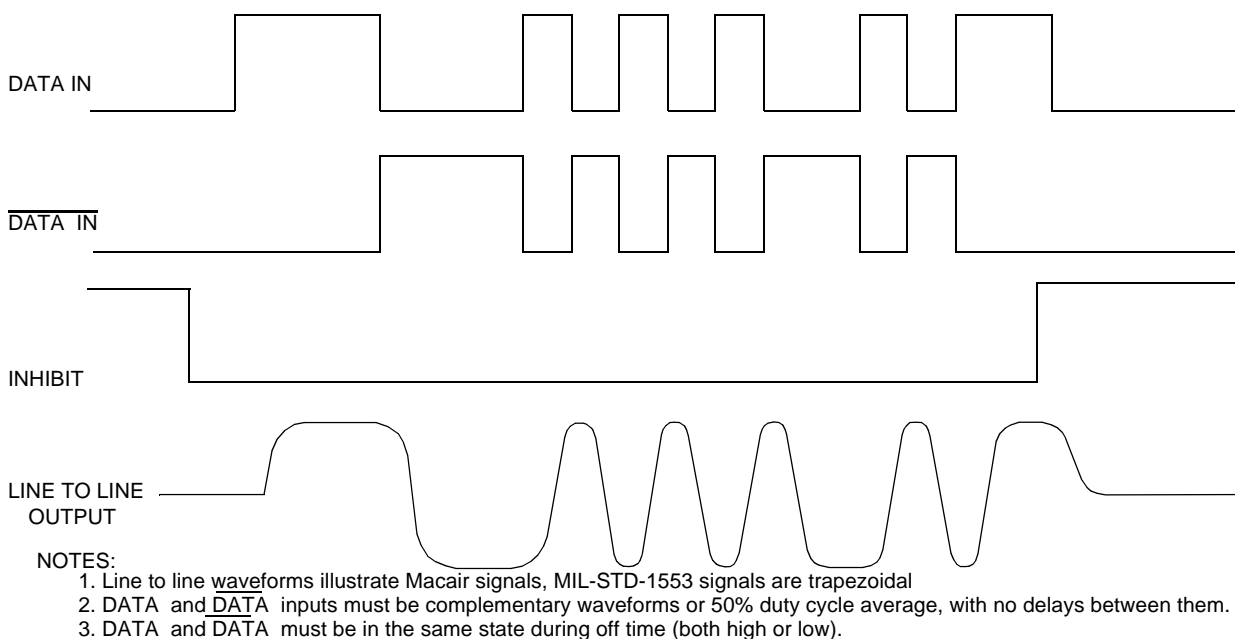 DATA IN
DATA IN
INHIBIT
LINE TO LINE
OUTPUT
NOTES:
1. Line to line waveforms illustrate Macair signals, MIL-STD-1553 signals are trapezoidal
2. DATA and DATA inputs must be complementary waveforms or 50% duty cycle average, with no delays between them.
3. DATA and DATA must be in the same state during off time (both high or low).